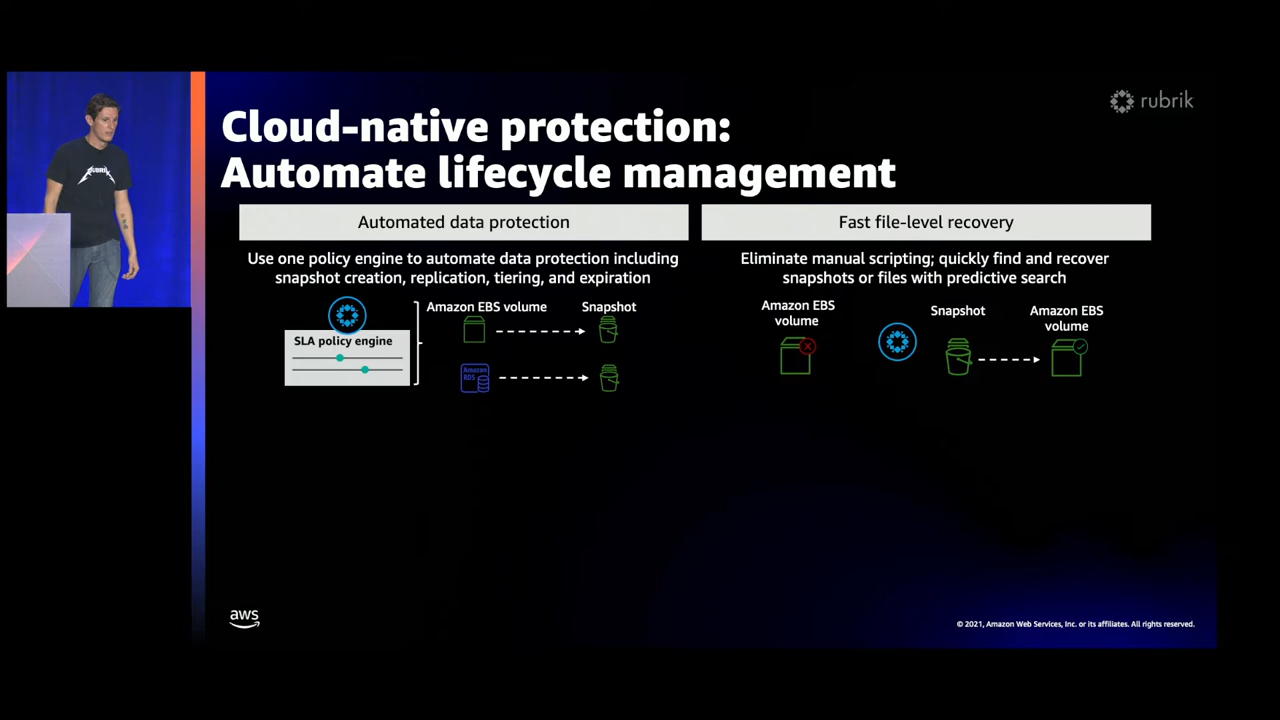 rubrik
Cloud-native protection:
Automate lifecycle management
Automated data protection
Use one policy engine to automate data protection including
snapshot creation, replication, tiering, and expiration
SLA policy engine
Amazon EBS volume
Snapshot
Amazon
RDS
Fast file-level recovery
Eliminate manual scripting; quickly find and recover
snapshots or files with predictive search
Amazon EBS
volume
Snapshot
Amazon EBS
volume
RUBRIK
aws
© 2021, Amazon Web Services, Inc. or its affiliates. All rights reserved.